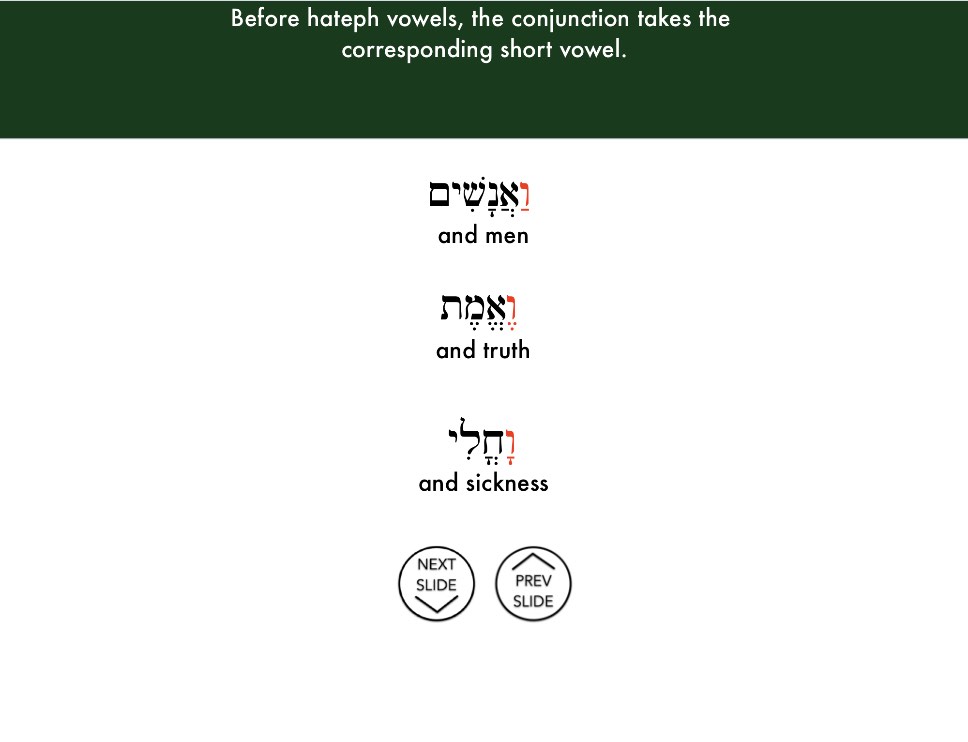 Before hateph vowels, the conjunction takes the
corresponding short vowel.
וַאֲנָשִׁים
and men
וֶאֱמֶת
and truth
וָחֳלִי
and sickness
NEXT
SLIDE
PREV
SLIDE